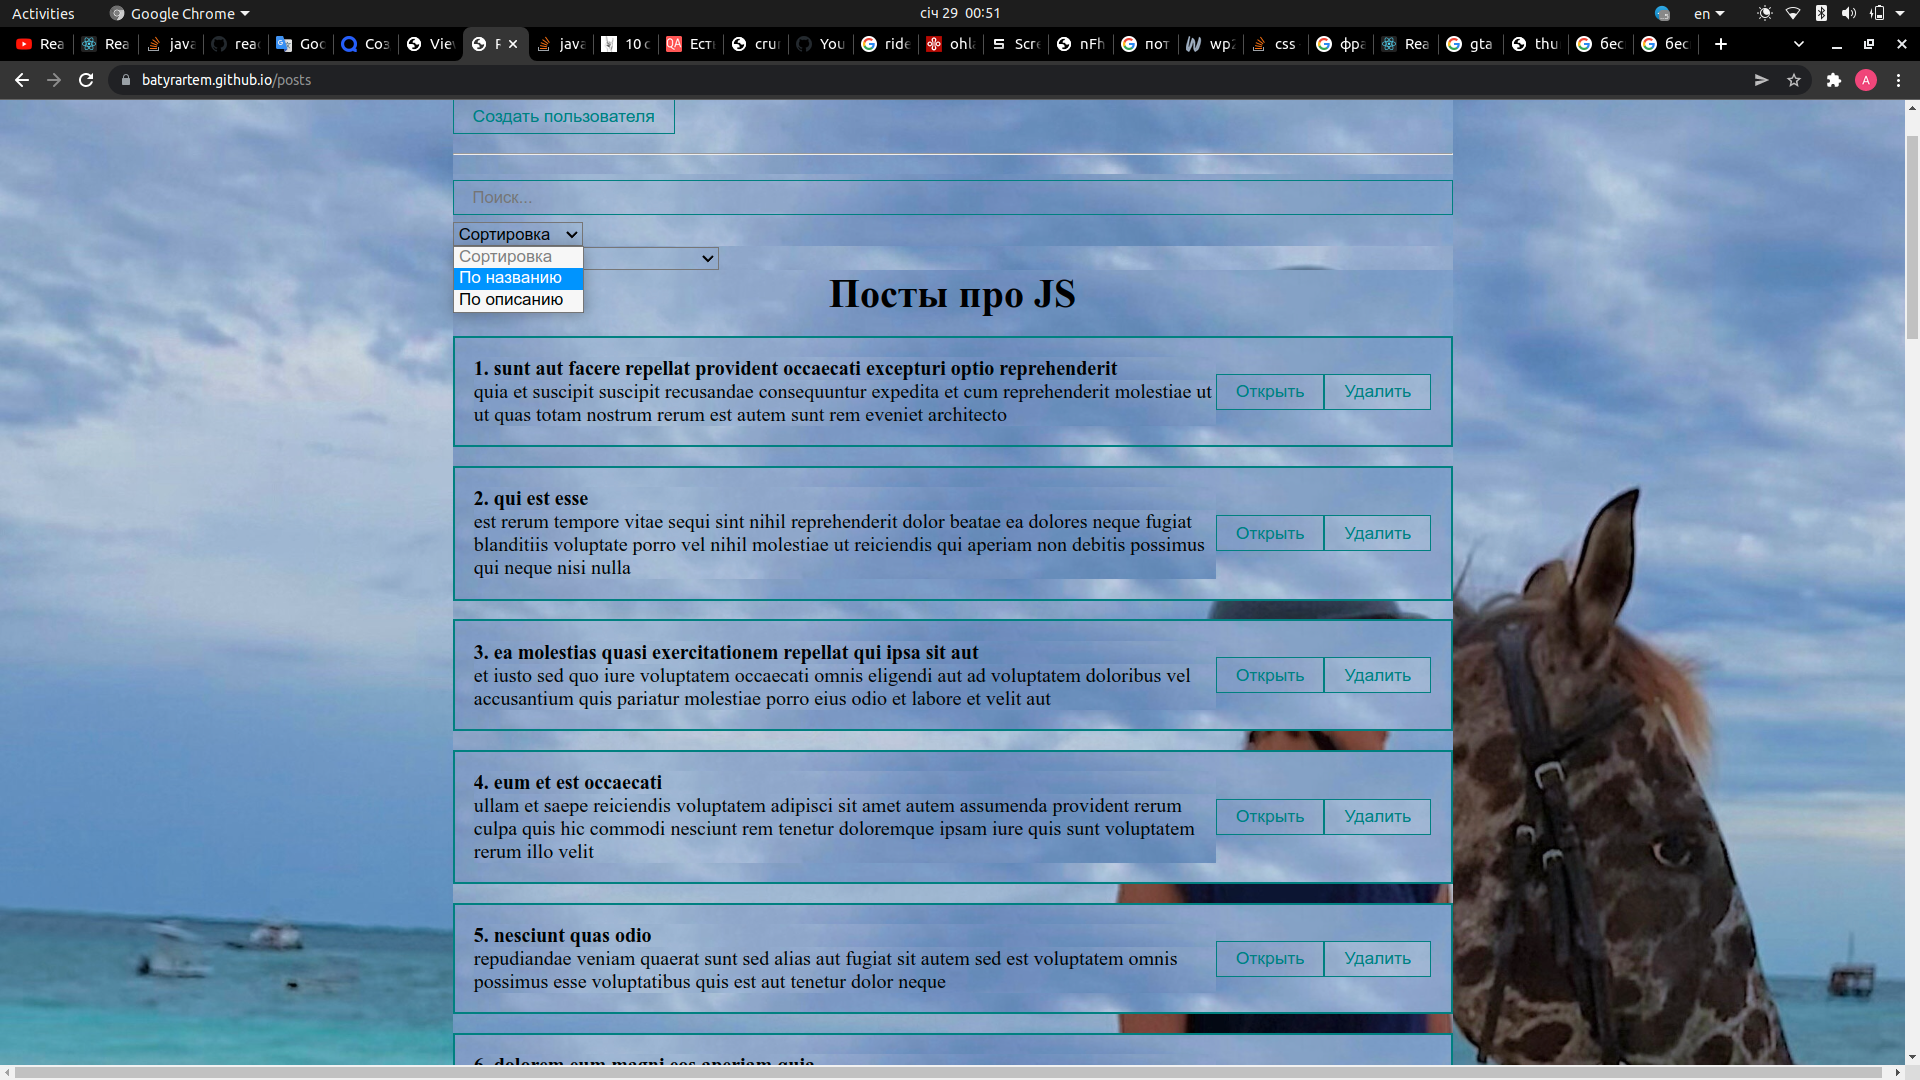 Activities
Google Chrome
січ 29 00:51
en
Rea
Rea
java
reac
Goo
Соз
Viev
java
10 c
Есть
crur
You
ride
ohla
Scre
nFh
пот
wp2
css
фра
Rea
gta
thu
бес
бес
batyrartem.github.io/posts
A
Создать пользователя
Поиск...
Сортировка
Сортировка
По названию
По описанию
Посты про JS
1. sunt aut facere repellat provident occaecati excepturi optio reprehenderit
quia et suscipit suscipit recusandae consequuntur expedita et cum reprehenderit molestiae ut
ut quas totam nostrum rerum est autem sunt rem eveniet architecto
Открыть
Удалить
2. qui est esse
est rerum tempore vitae sequi sint nihil reprehenderit dolor beatae ea dolores neque fugiat
blanditiis voluptate porro vel nihil molestiae ut reiciendis qui aperiam non debitis possimus
qui neque nisi nulla
Открыть
Удалить
3. ea molestias quasi exercitationem repellat qui ipsa sit aut
et iusto sed quo iure voluptatem occaecati omnis eligendi aut ad voluptatem doloribus vel
accusantium quis pariatur molestiae porro eius odio et labore et velit aut
Открыть
Удалить
4. eum et est occaecati
ullam et saepe reiciendis voluptatem adipisci sit amet autem assumenda provident rerum
culpa quis hic commodi nesciunt rem tenetur doloremque ipsam iure quis sunt voluptatem
rerum illo velit
Открыть
Удалить
5. nesciunt quas odio
repudiandae veniam quaerat sunt sed alias aut fugiat sit autem sed est voluptatem omnis
possimus esse voluptatibus quis est aut tenetur dolor neque
Открыть
Удалить
6. dolorem eum magni eos aperiam quia